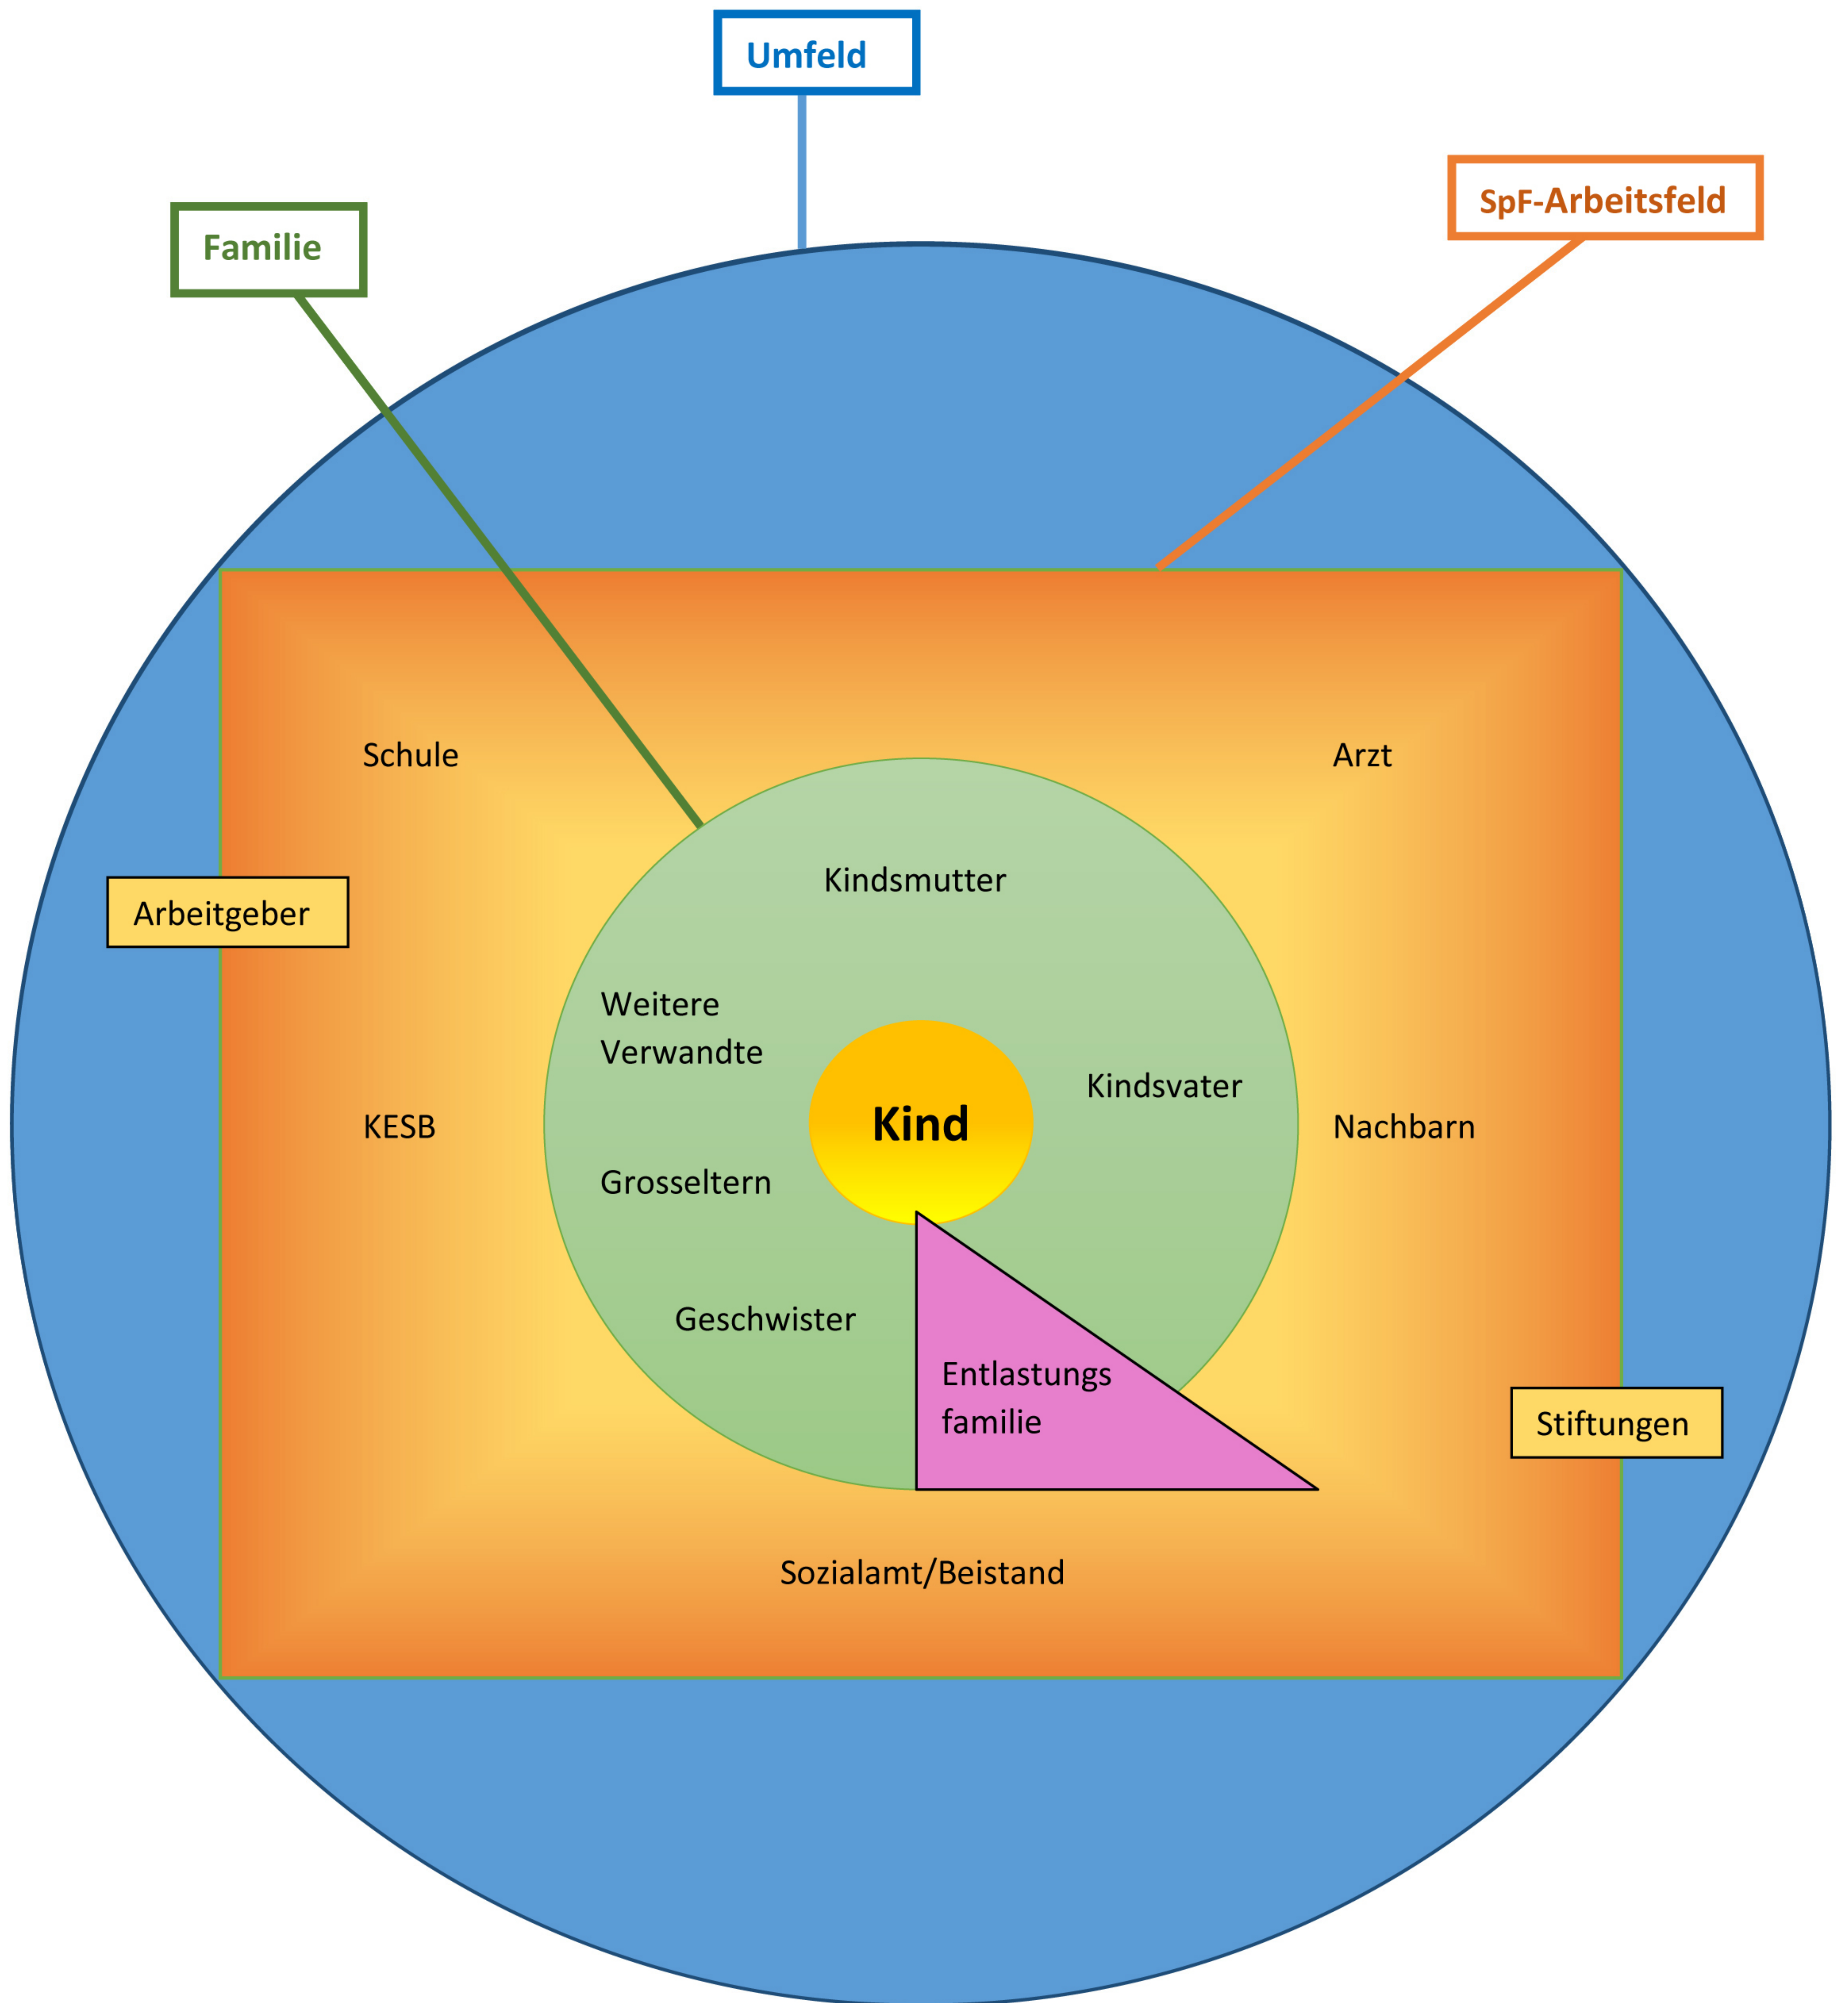 Umfeld
SpF-Arbeitsfeld
Familie
Schule
Arzt
Kindsmutter
Arbeitgeber
Weitere
Verwandte
Kindsvater
Kind
KESB
Nachbarn
Grosseltern
Geschwister
Entlastungs
familie
Stiftungen
Sozialamt/Beistand